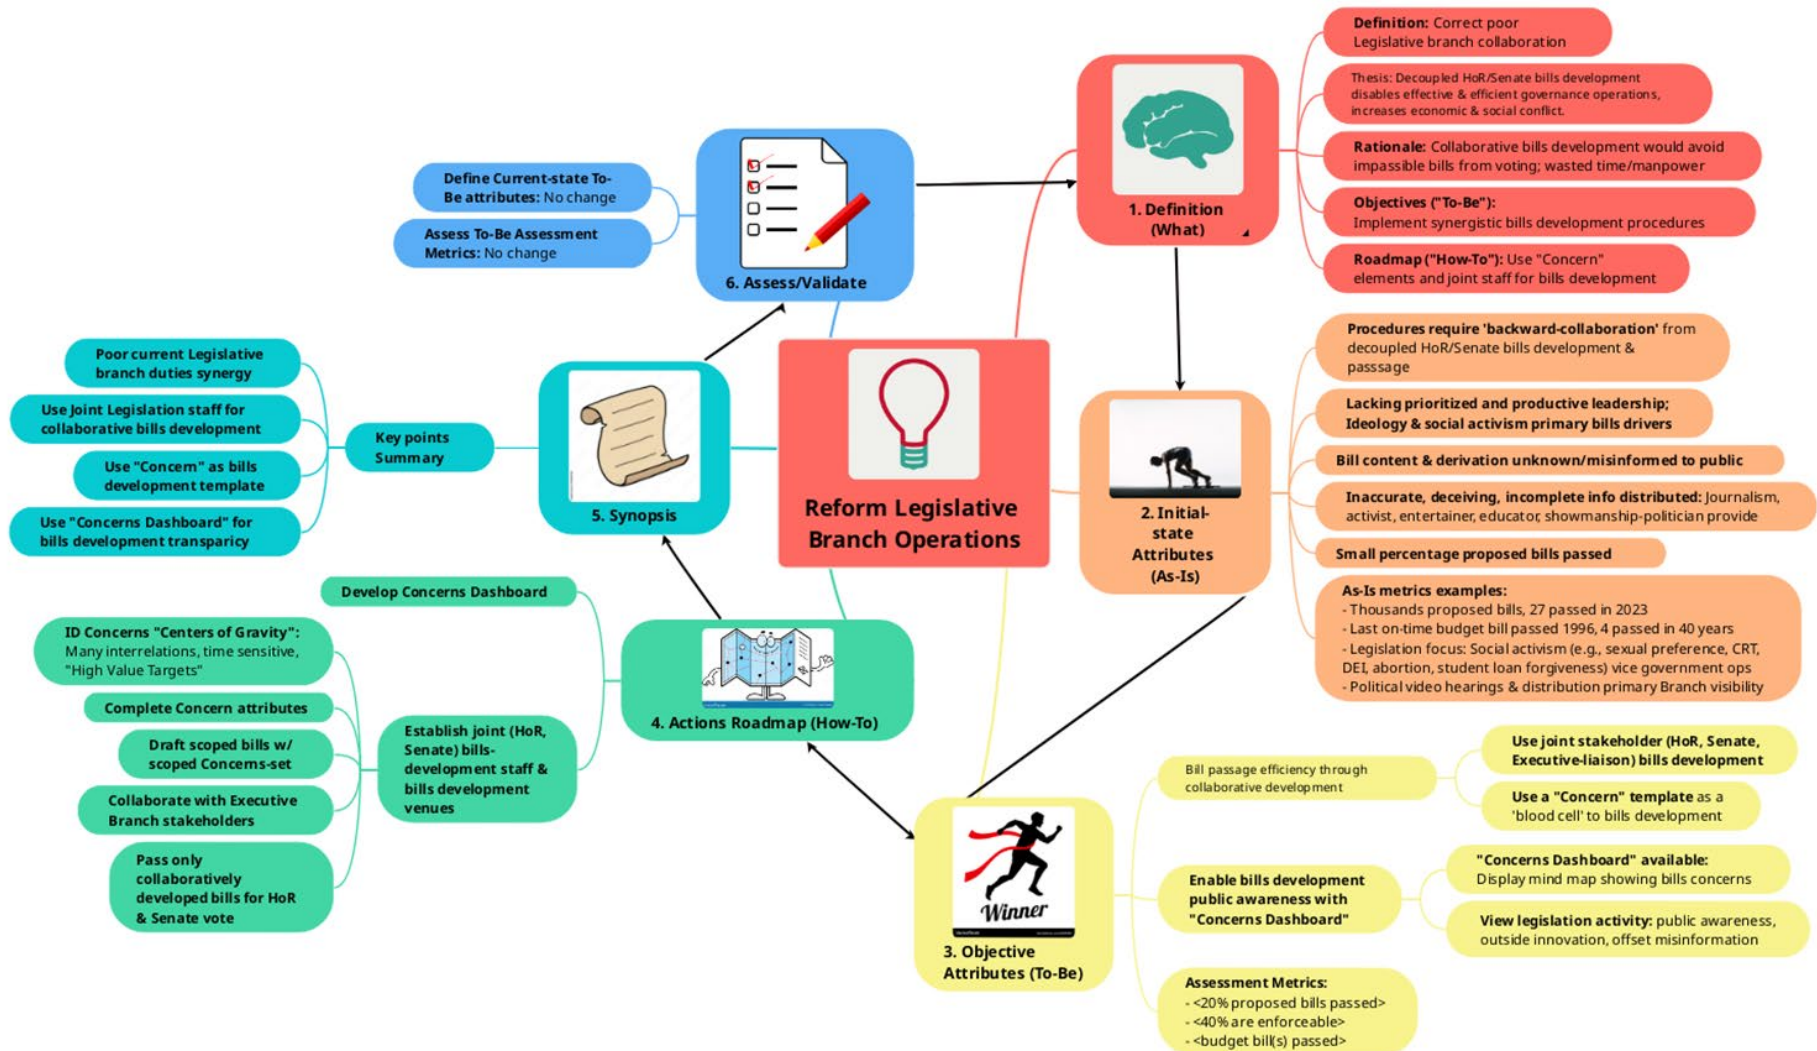 Reform Legislative
Branch Operations
1. Definition
(What)
Definition: Correct poor
Legislative branch collaboration
Thesis: Decoupled HoR/Senate bills development
disables effective & efficient governance operations,
increases economic & social conflict.
Rationale: Collaborative bills development would avoid
impassible bills from voting; wasted time/manpower
Objectives ("To-Be"):
Implement synergistic bills development procedures
Roadmap ("How-To"): Use "Concern"
elements and joint staff for bills development
2. Initial-
state
Attributes
(As-Is)
Procedures require 'backward-collaboration' from
decoupled HoR/Senate bills development &
passsage
Lacking prioritized and productive leadership;
Ideology & social activism primary bills drivers
Bill content & derivation unknown/misinformed to public
Inaccurate, deceiving, incomplete info distributed: Journalism,
activist, entertainer, educator, showmanship-politician provide
Small percentage proposed bills passed
As-Is metrics examples:
- Thousands proposed bills, 27 passed in 2023
- Last on-time budget bill passed 1996, 4 passed in 40 years
- Legislation focus: Social activism (e.g., sexual preference, CRT,
DEI, abortion, student loan forgiveness) vice government ops
- Political video hearings & distribution primary Branch visibility
Winner
3. Objective
Attributes (To-Be)
Bill passage efficiency through
collaborative development
Use joint stakeholder (HoR, Senate,
Executive-liaison) bills development
Use a "Concern" template as a
'blood cell' to bills development
Enable bills development
public awareness with
"Concerns Dashboard"
"Concerns Dashboard" available:
Display mind map showing bills concerns
View legislation activity: public awareness,
outside innovation, offset misinformation
Assessment Metrics:
- <20% proposed bills passed>
- <40% are enforceable>
- <budget bill(s) passed>
4. Actions Roadmap (How-To)
Develop Concerns Dashboard
Establish joint (HoR,
Senate) bills-
development staff &
bills development
venues
ID Concerns "Centers of Gravity":
Many interrelations, time sensitive,
"High Value Targets"
Complete Concern attributes
Draft scoped bills w/
scoped Concerns-set
Collaborate with Executive
Branch stakeholders
Pass only
collaboratively
developed bills for HoR
& Senate vote
5. Synopsis
Key points
Summary
Poor current Legislative
branch duties synergy
Use Joint Legislation staff for
collaborative bills development
Use "Concern" as bills
development template
Use "Concerns Dashboard" for
bills development transparicy
6. Assess/Validate
Define Current-state To-
Be attributes: No change
Assess To-Be Assessment
Metrics: No change